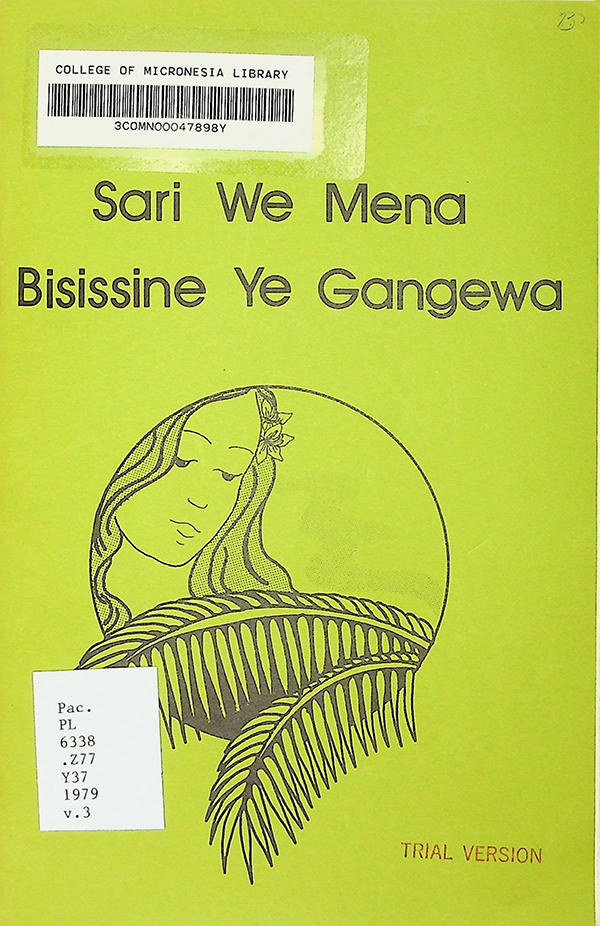 COLLEGE OF MICRONESIA LIBRARY
3COMN00047898Y
Sari We Mena
Bisissine Ye Gangewa
Pac.
PL
6338
.Z77
Y37
1979
v.3
TRIAL VERSION